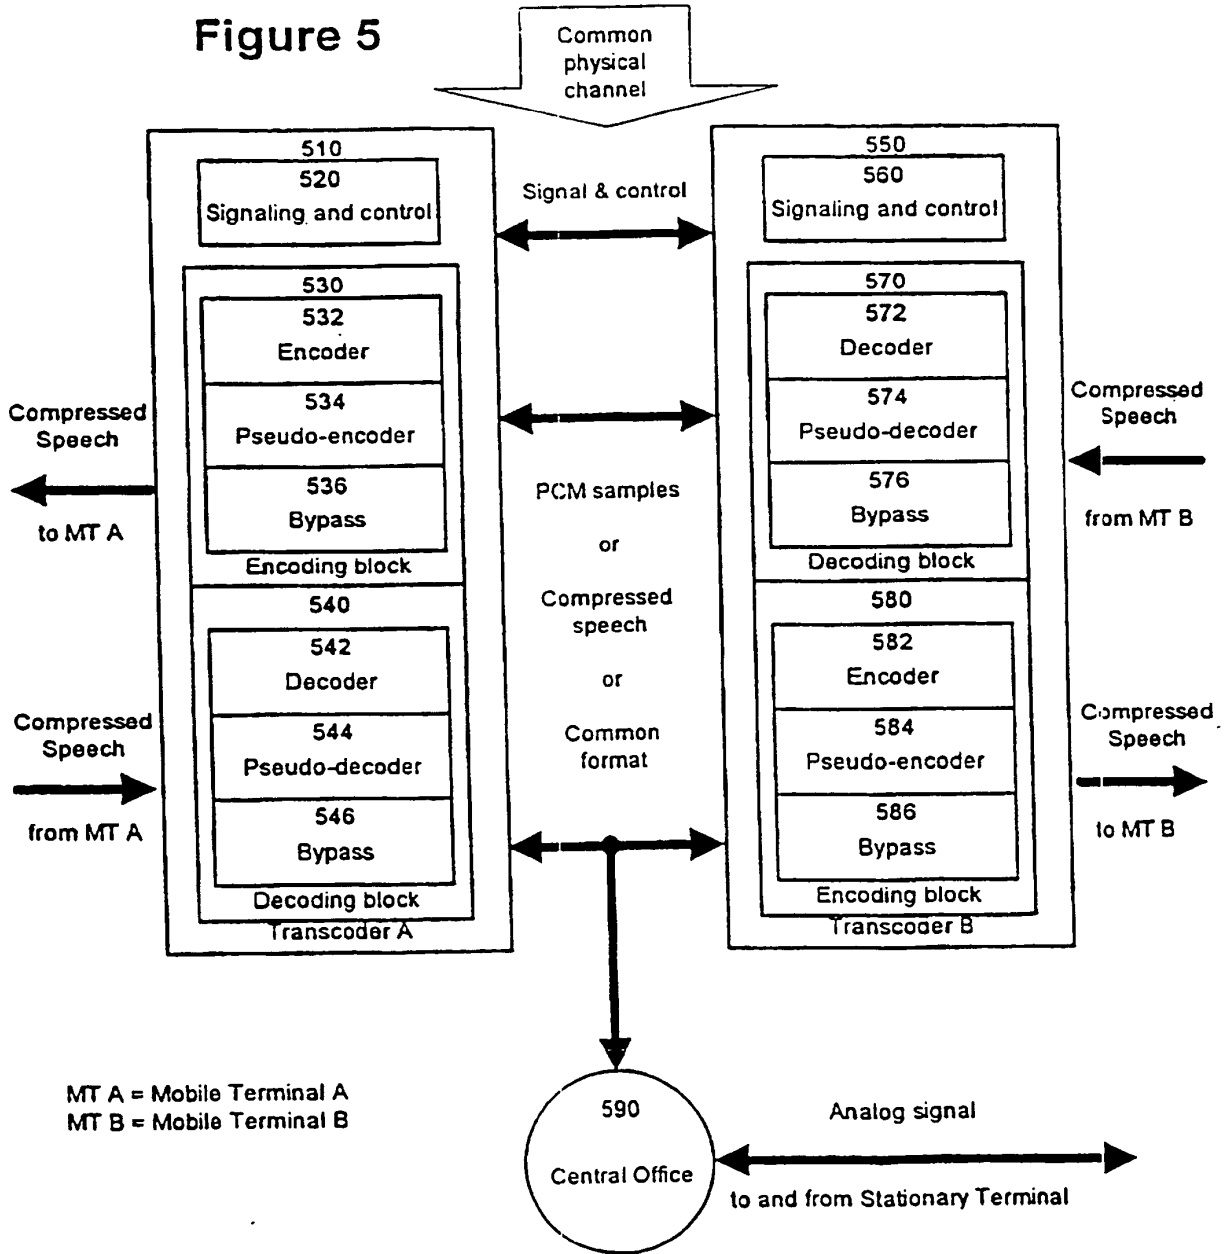 Figure 5
Common
physical
channel
510
520
Signaling and control
530
532
Encoder
534
Pseudo-encoder
536
Bypass
Encoding block
540
542
Decoder
544
Pseudo-decoder
546
Bypass
Decoding block
Transcoder A
Compressed
Speech
to MT A
Compressed
Speech
from MT A
Signal & control
PCM samples
or
Compressed
speech
or
Common
format
550
560
Signaling and control
570
572
Decoder
574
Pseudo-decoder
576
Bypass
Decoding block
580
582
Encoder
584
Pseudo-encoder
586
Bypass
Encoding block
Transcoder B
Compressed
Speech
from MT B
Compressed
Speech
to MT B
MT A = Mobile Terminal A
MT B = Mobile Terminal B
590
Central Office
Analog signal
to and from Stationary Terminal